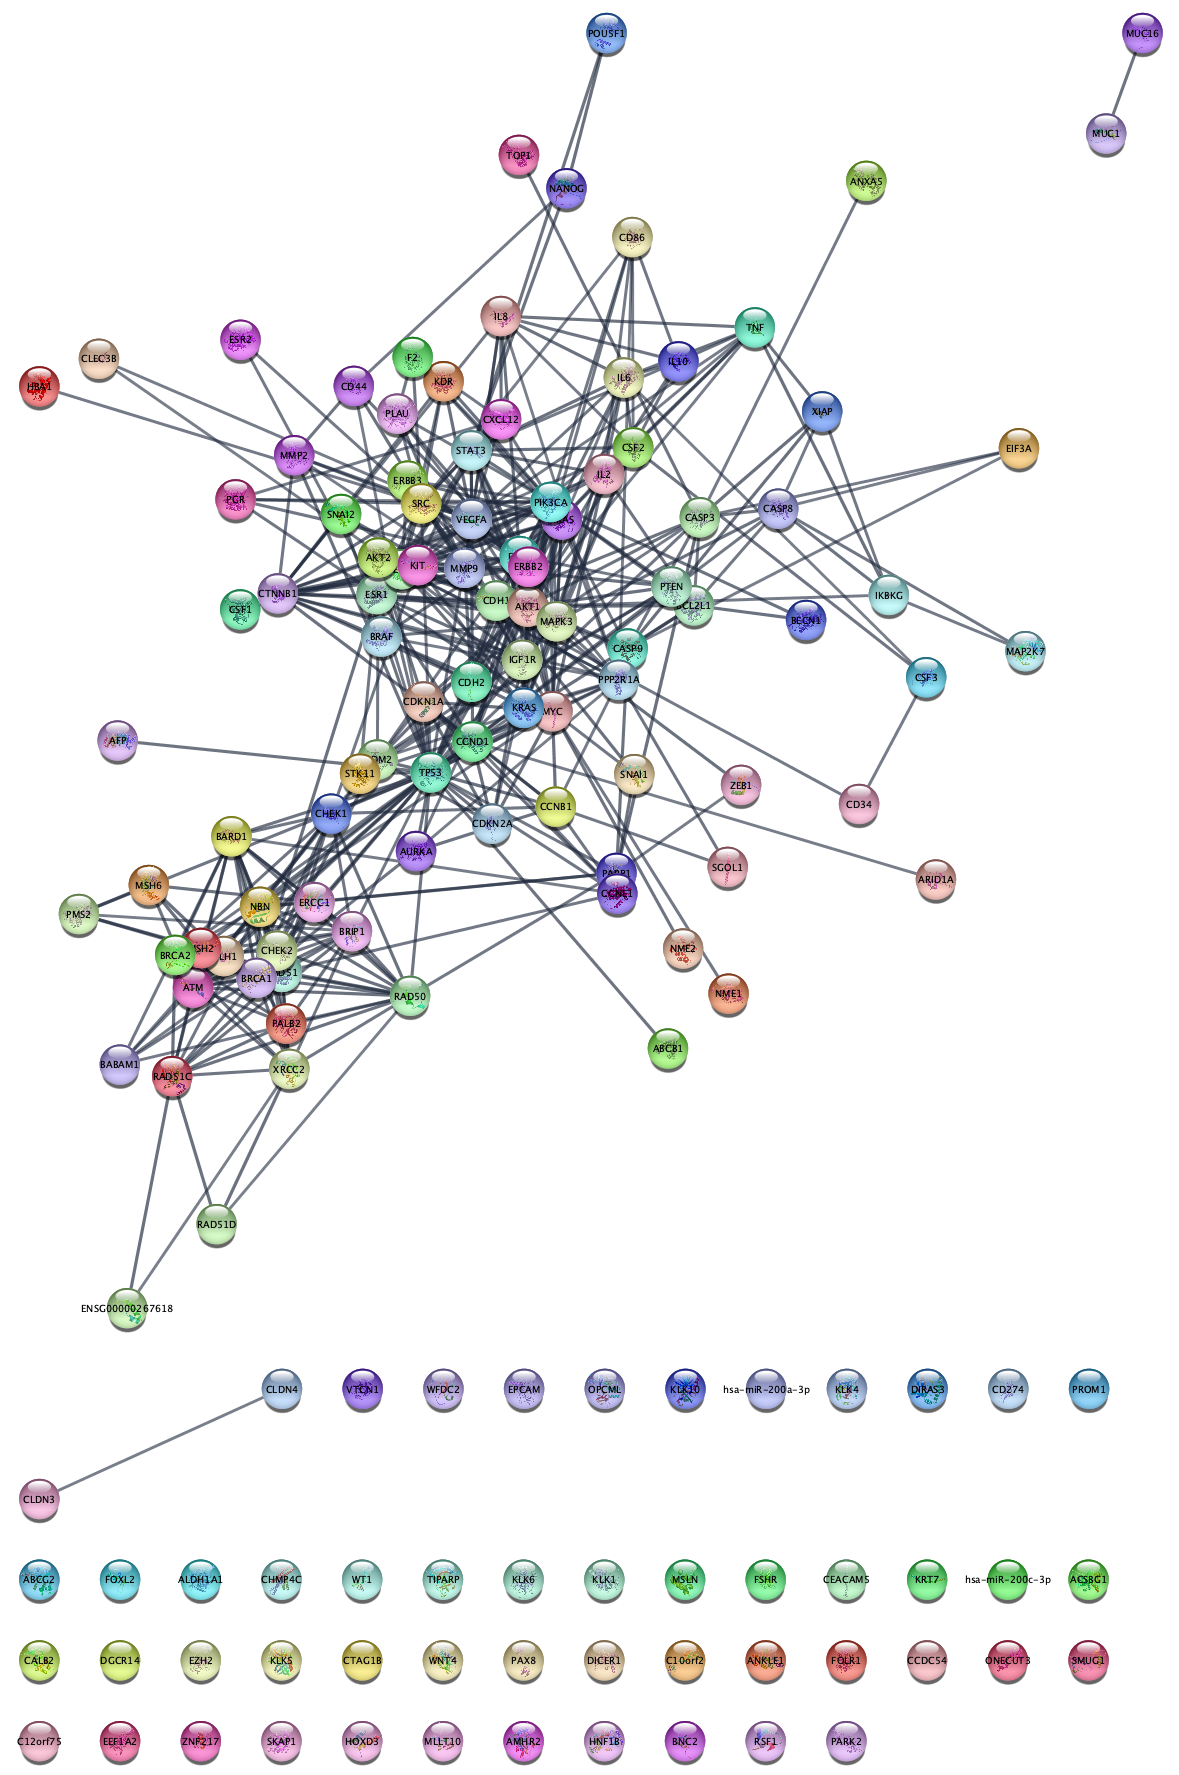 POU5F1
MUC16
MUC1
TOP1
NANOG
ANXA5
CD86
IL8
TNF
ESR2
F2
CLEC3B
IL10
HBA1
CD44
KDR
IL6
PLAU
CXCL12
XIAP
STAT3
CSF2
EIF3A
MMP2
IL2
ERBB3
PGR
SRC
PIK3CA
SNAI2
VEGFA
CASP3
CASP8
AKT2
KIT
MMP9
ERBB2
PTEN
CTNNB1
ESR1
CDH1
AKT1
BCL2L1
IKBKG
CSF1
MAPK3
BECN1
BRAF
CASP9
MAP2K7
IGF1R
CDH2
PPP2R1A
CSF3
CDKN1A
KRAS
MYC
AFP
CCND1
STK11
TP53
SNAI1
ZEB1
CHEK1
CDKN2A
CCNB1
CD34
BARD1
AURKA
SGOL1
PARP1
CCNE1
ARID1A
MSH6
PMS2
NBN
ERCC1
BRIP1
BRCA2
MSH2
MLH1
CHEK2
NME2
BRCA1
ATM
RAD50
NME1
PALB2
ABCB1
BABAM1
RAD51C
XRCC2
RAD51D
ENSG00000267618
CLDN4 VTCN1 WFDC2 EPCAM OPCML KLK10 hsa-miR-200a-3p KLK4 DIRAS3 CD274 PROM1
CLDN3
ABCG2 FOXL2 ALDH1A1 CHMP4C WT1 TIPARP KLK6 KLK1 MSLN FSHR CEACAM5 KRT7 hsa-miR-200c-3p ACSBG1
CALB2 DGCR14 EZH2 KLK5 CTAG1B WNT4 PAX8 DICER1 C10orf2 ANKLE1 FOLR1 CCDC54 ONECUT3 SMUG1
C12orf75 EEF1A2 ZNF217 SKAP1 HOXD3 MLLT10 AMHR2 HNF1B BNC2 RSF1 PARK2